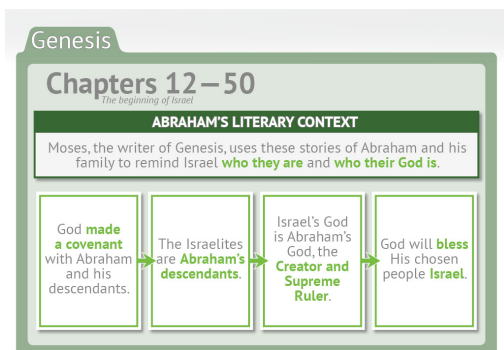 Genesis
Chapters 12—50
The beginning of Israel
ABRAHAM'S LITERARY CONTEXT
Moses, the writer of Genesis, uses these stories of Abraham and his
family to remind Israel who they are and who their God is.
God made
a covenant
with Abraham
and his
descendants.
The Israelites
are Abraham's
descendants.
Israel's God
is Abraham's
God, the
Creator and
Supreme
Ruler.
God will bless
His chosen
people Israel.